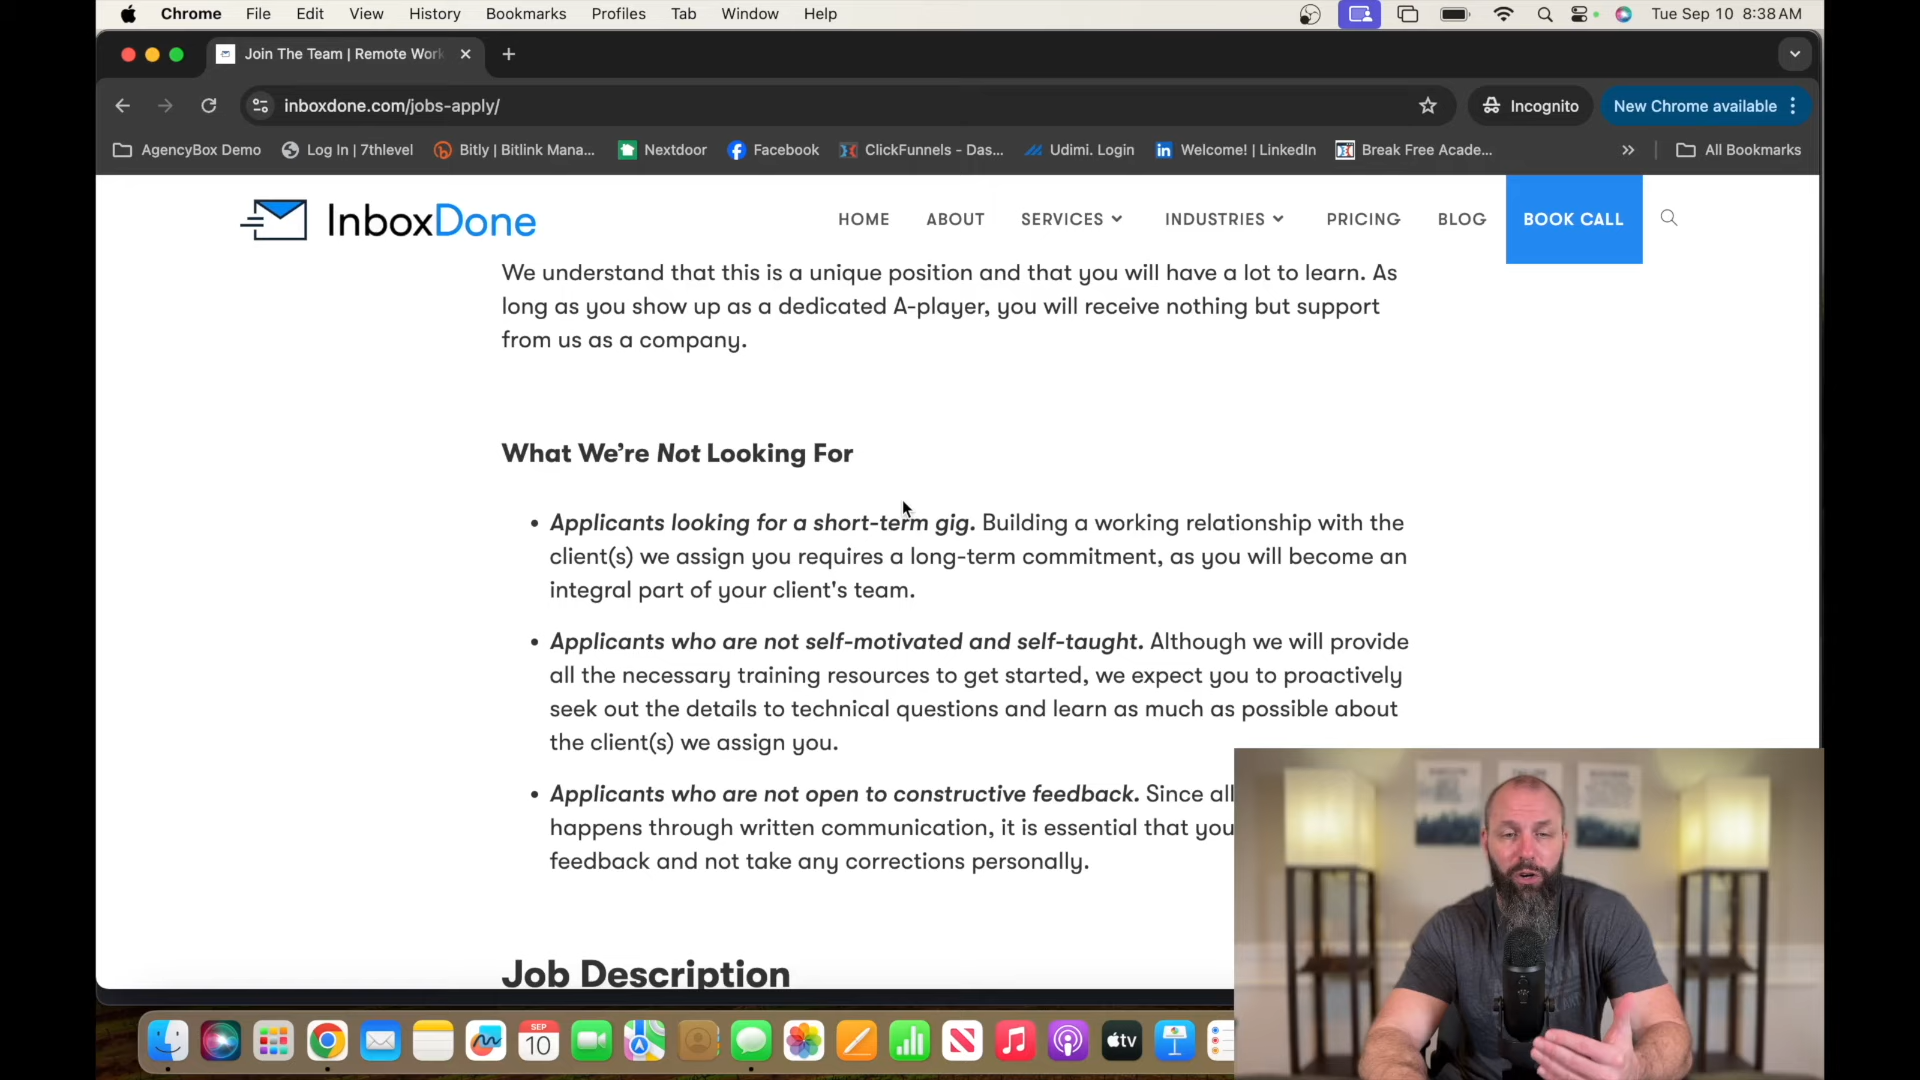 Chrome File Edit View History Bookmarks Profiles Tab Window Help Tue Sep 10 8:38 AM
Join The Team | Remote Work
inboxdone.com/jobs-apply/ Incognito New Chrome available
AgencyBox Demo Log In | 7thlevel Bitly | Bitlink Mana... Nextdoor Facebook ClickFunnels - Das... Udimi. Login Welcome! | LinkedIn Break Free Acade... All Bookmarks
InboxDone HOME ABOUT SERVICES INDUSTRIES PRICING BLOG BOOK CALL
We understand that this is a unique position and that you will have a lot to learn. As
long as you show up as a dedicated A-player, you will receive nothing but support
from us as a company.
What We’re Not Looking For
• Applicants looking for a short-term gig. Building a working relationship with the
client(s) we assign you requires a long-term commitment, as you will become an
integral part of your client's team.
• Applicants who are not self-motivated and self-taught. Although we will provide
all the necessary training resources to get started, we expect you to proactively
seek out the details to technical questions and learn as much as possible about
the client(s) we assign you.
• Applicants who are not open to constructive feedback. Since all
happens through written communication, it is essential that you
feedback and not take any corrections personally.
Job Description
SEP
10
tv